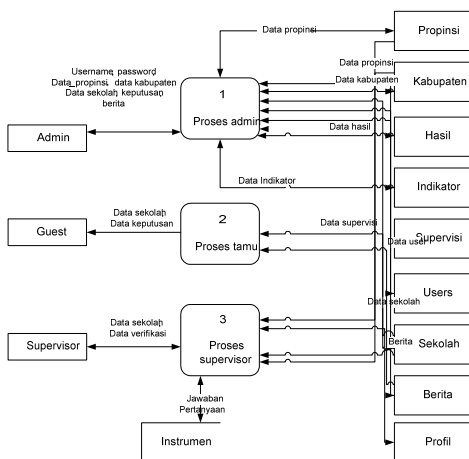 Data propinsi
Propinsi
Username, password
Data_propinsi, data kabupaten
Data sekolah, keputusan,
berita
Data propinsi
Data kabupaten
Kabupaten
1
Proses admin
Data hasil
Hasil
Admin
Data Indikator
Indikator
Data sekolah
Data keputusan
2
Proses tamu
Guest
Data supervisi
Data user
Supervisi
Users
Data sekolah
Data sekolah
Data verifikasi
3
Proses
supervisor
Supervisor
Berita
Sekolah
Jawaban
Pertanyaan
Berita
Instrumen
Profil